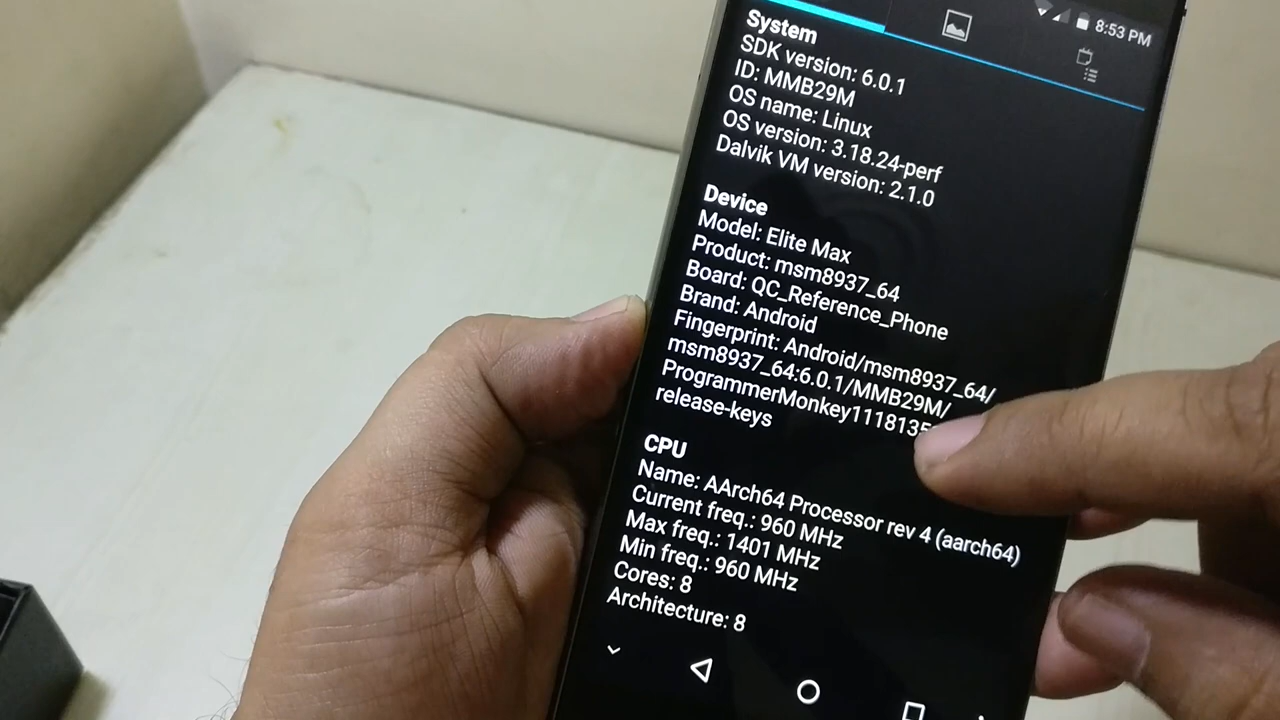 8:53 PM
System
SDK version: 6.0.1
ID: MMB29M
OS name: Linux
OS version: 3.18.24-perf
Dalvik VM version: 2.1.0
Device
Model: Elite Max
Product: msm8937_64
Board: QC_Reference_Phone
Brand: Android
Fingerprint: Android/msm8937_64/
msm8937_64:6.0.1/MMB29M/
release-keys
CPU
Name: AArch64 Processor rev 4 (aarch64)
Current freq.: 960 MHz
Max freq.: 1401 MHz
Min freq.: 960 MHz
Cores: 8
Architecture: 8